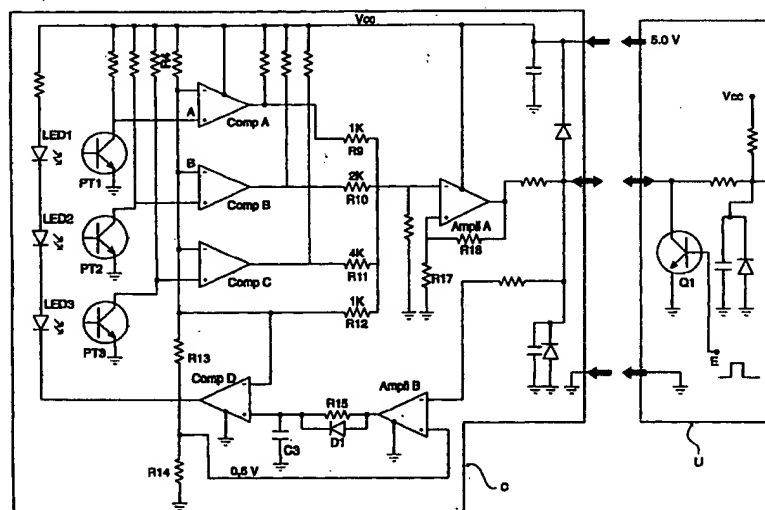 Vcc
5.0 V
Vcc
LED1
A
Comp A
1K
R9
PT1
B
Comp B
2K
R10
Ampli A
LED2
PT2
R17
Q1
Comp C
4K
R11
LED3
PT3
1K
R12
E
R13
Comp D
Ampli B
R15
D1
C3
R14
0,6 V
C
U